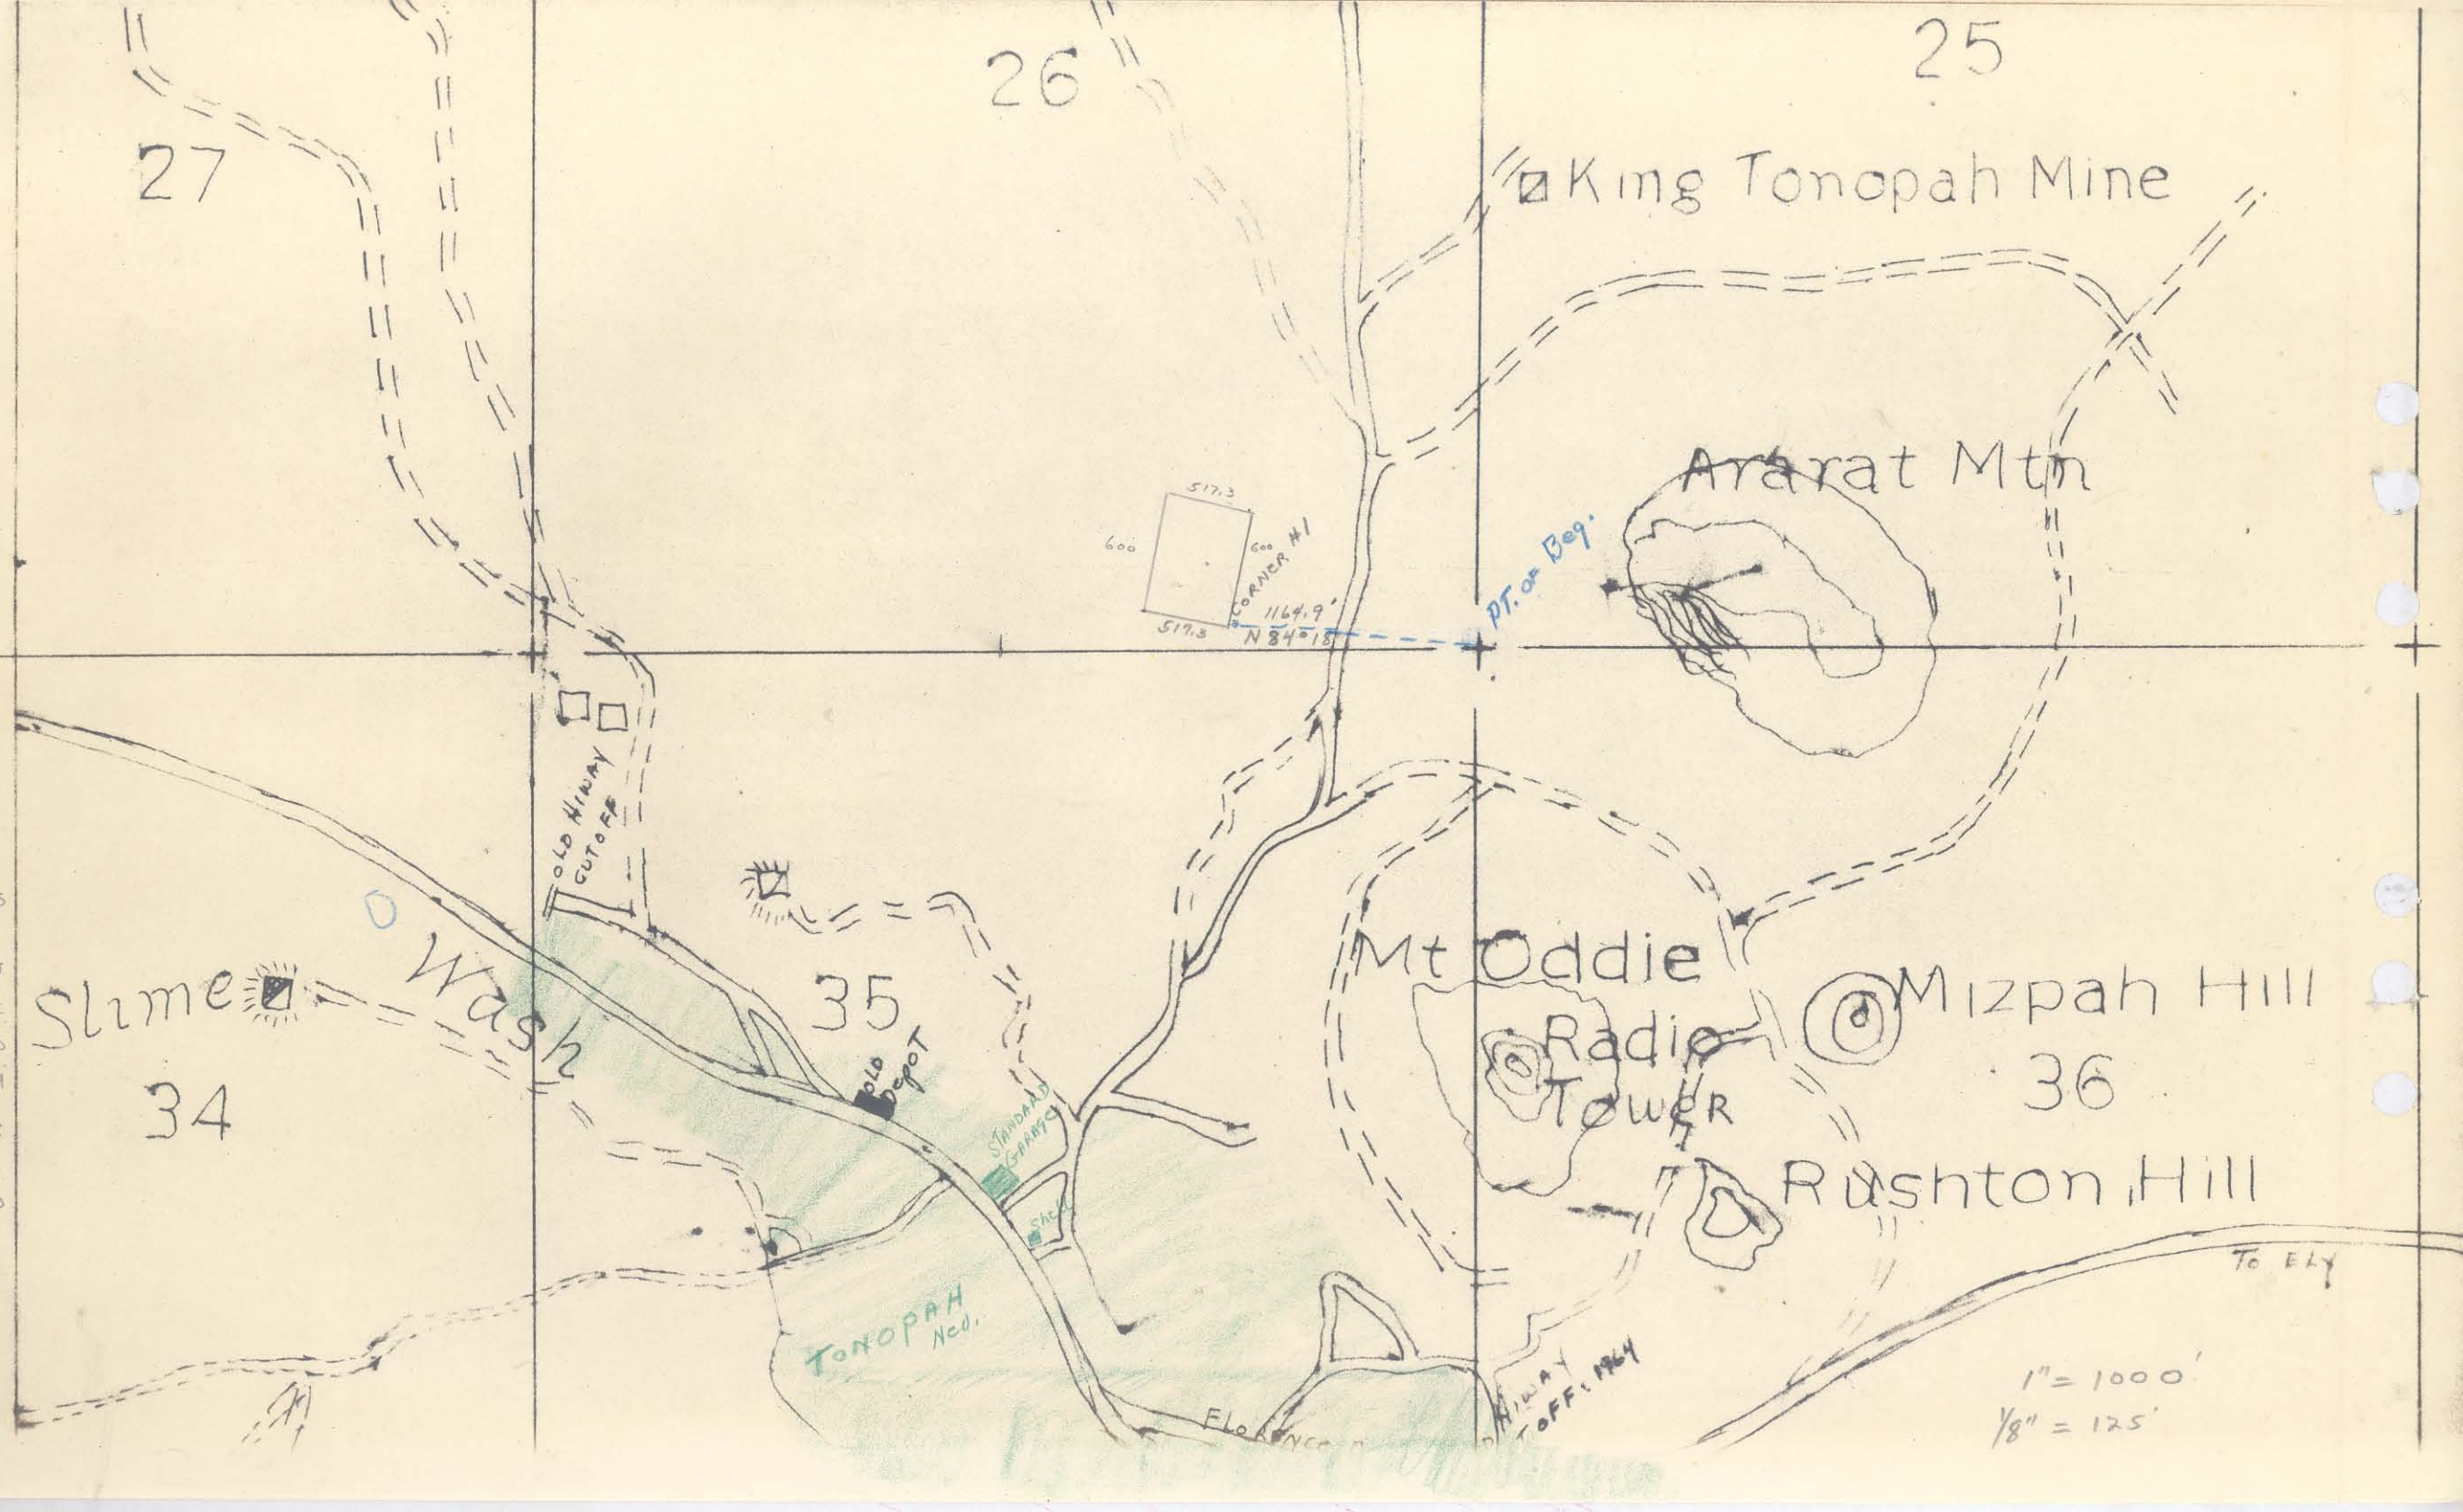 25
26
27
King Tonopah Mine
Ararat Mtn
517.3
600
600
CORNER #1
PT. OF Beg.
1164.9'
N 84° 18'
517.3
OLD HIWAY
CUTOFF
Wash
Slime
34
35
OLD
Depot
Mt Oddie
Radio
Tower
Mizpah Hill
36
STANDARD
GARAGE
Shell
Rushton Hill
To ELY
TONOPAH
Nev.
HIWAY
OFF: 1964
1" = 1000'
1/8" = 125'